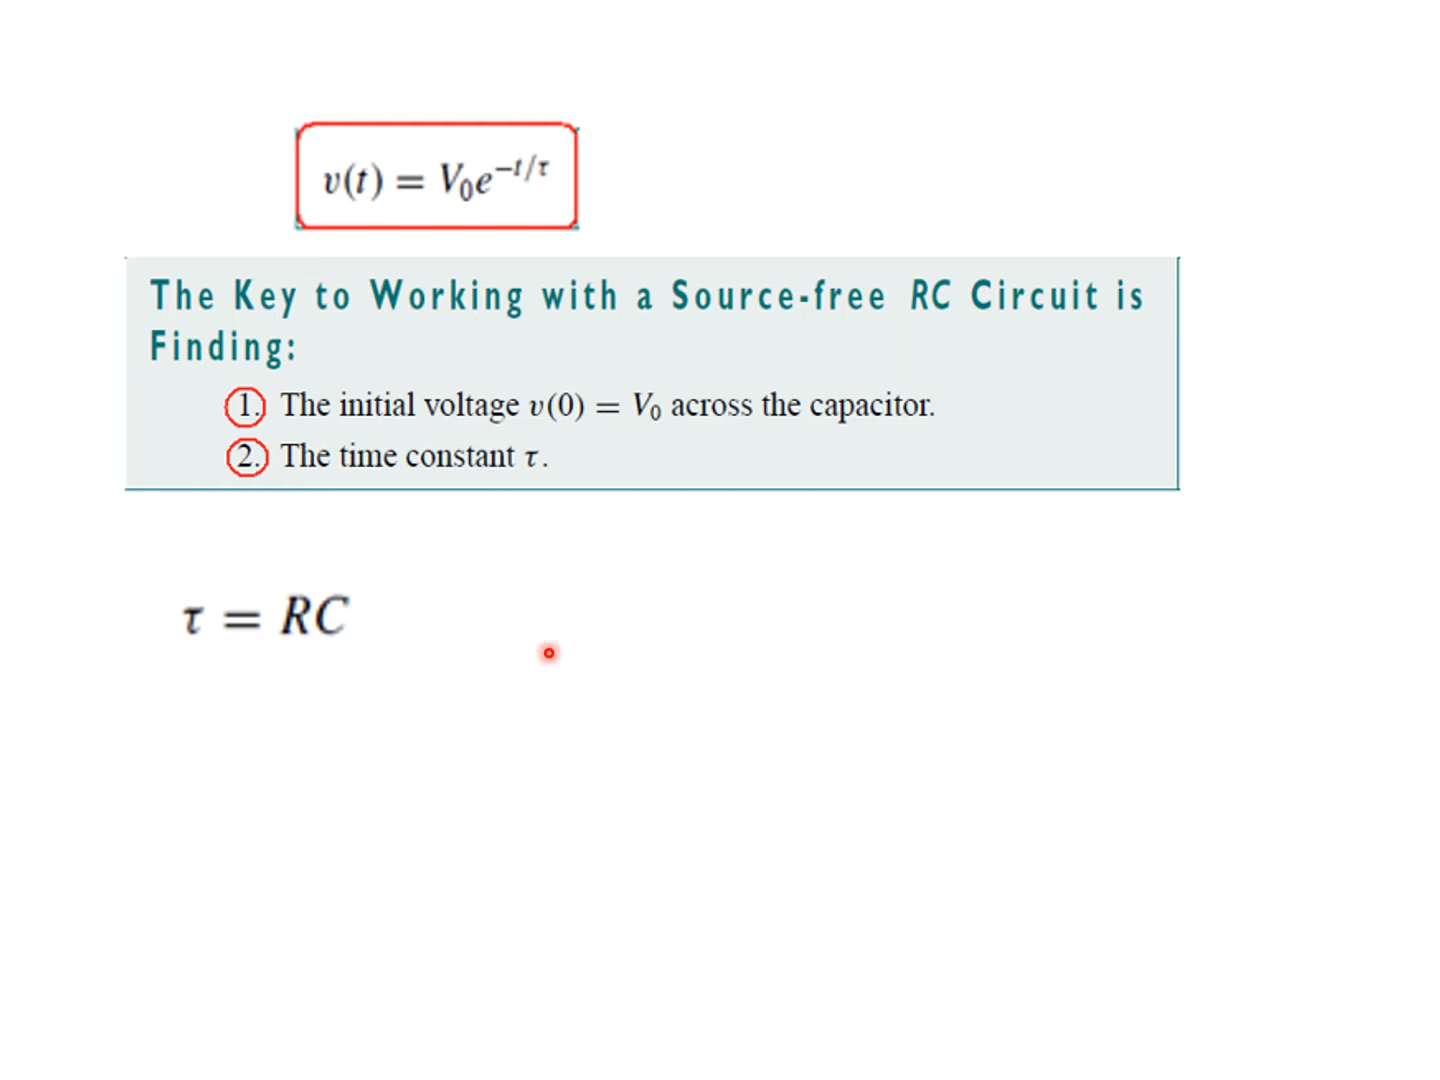 v(t) = V₀e^{−t/τ}
The Key to Working with a Source-free RC Circuit is
Finding:
1. The initial voltage v(0) = V₀ across the capacitor.
2. The time constant τ.
τ = RC